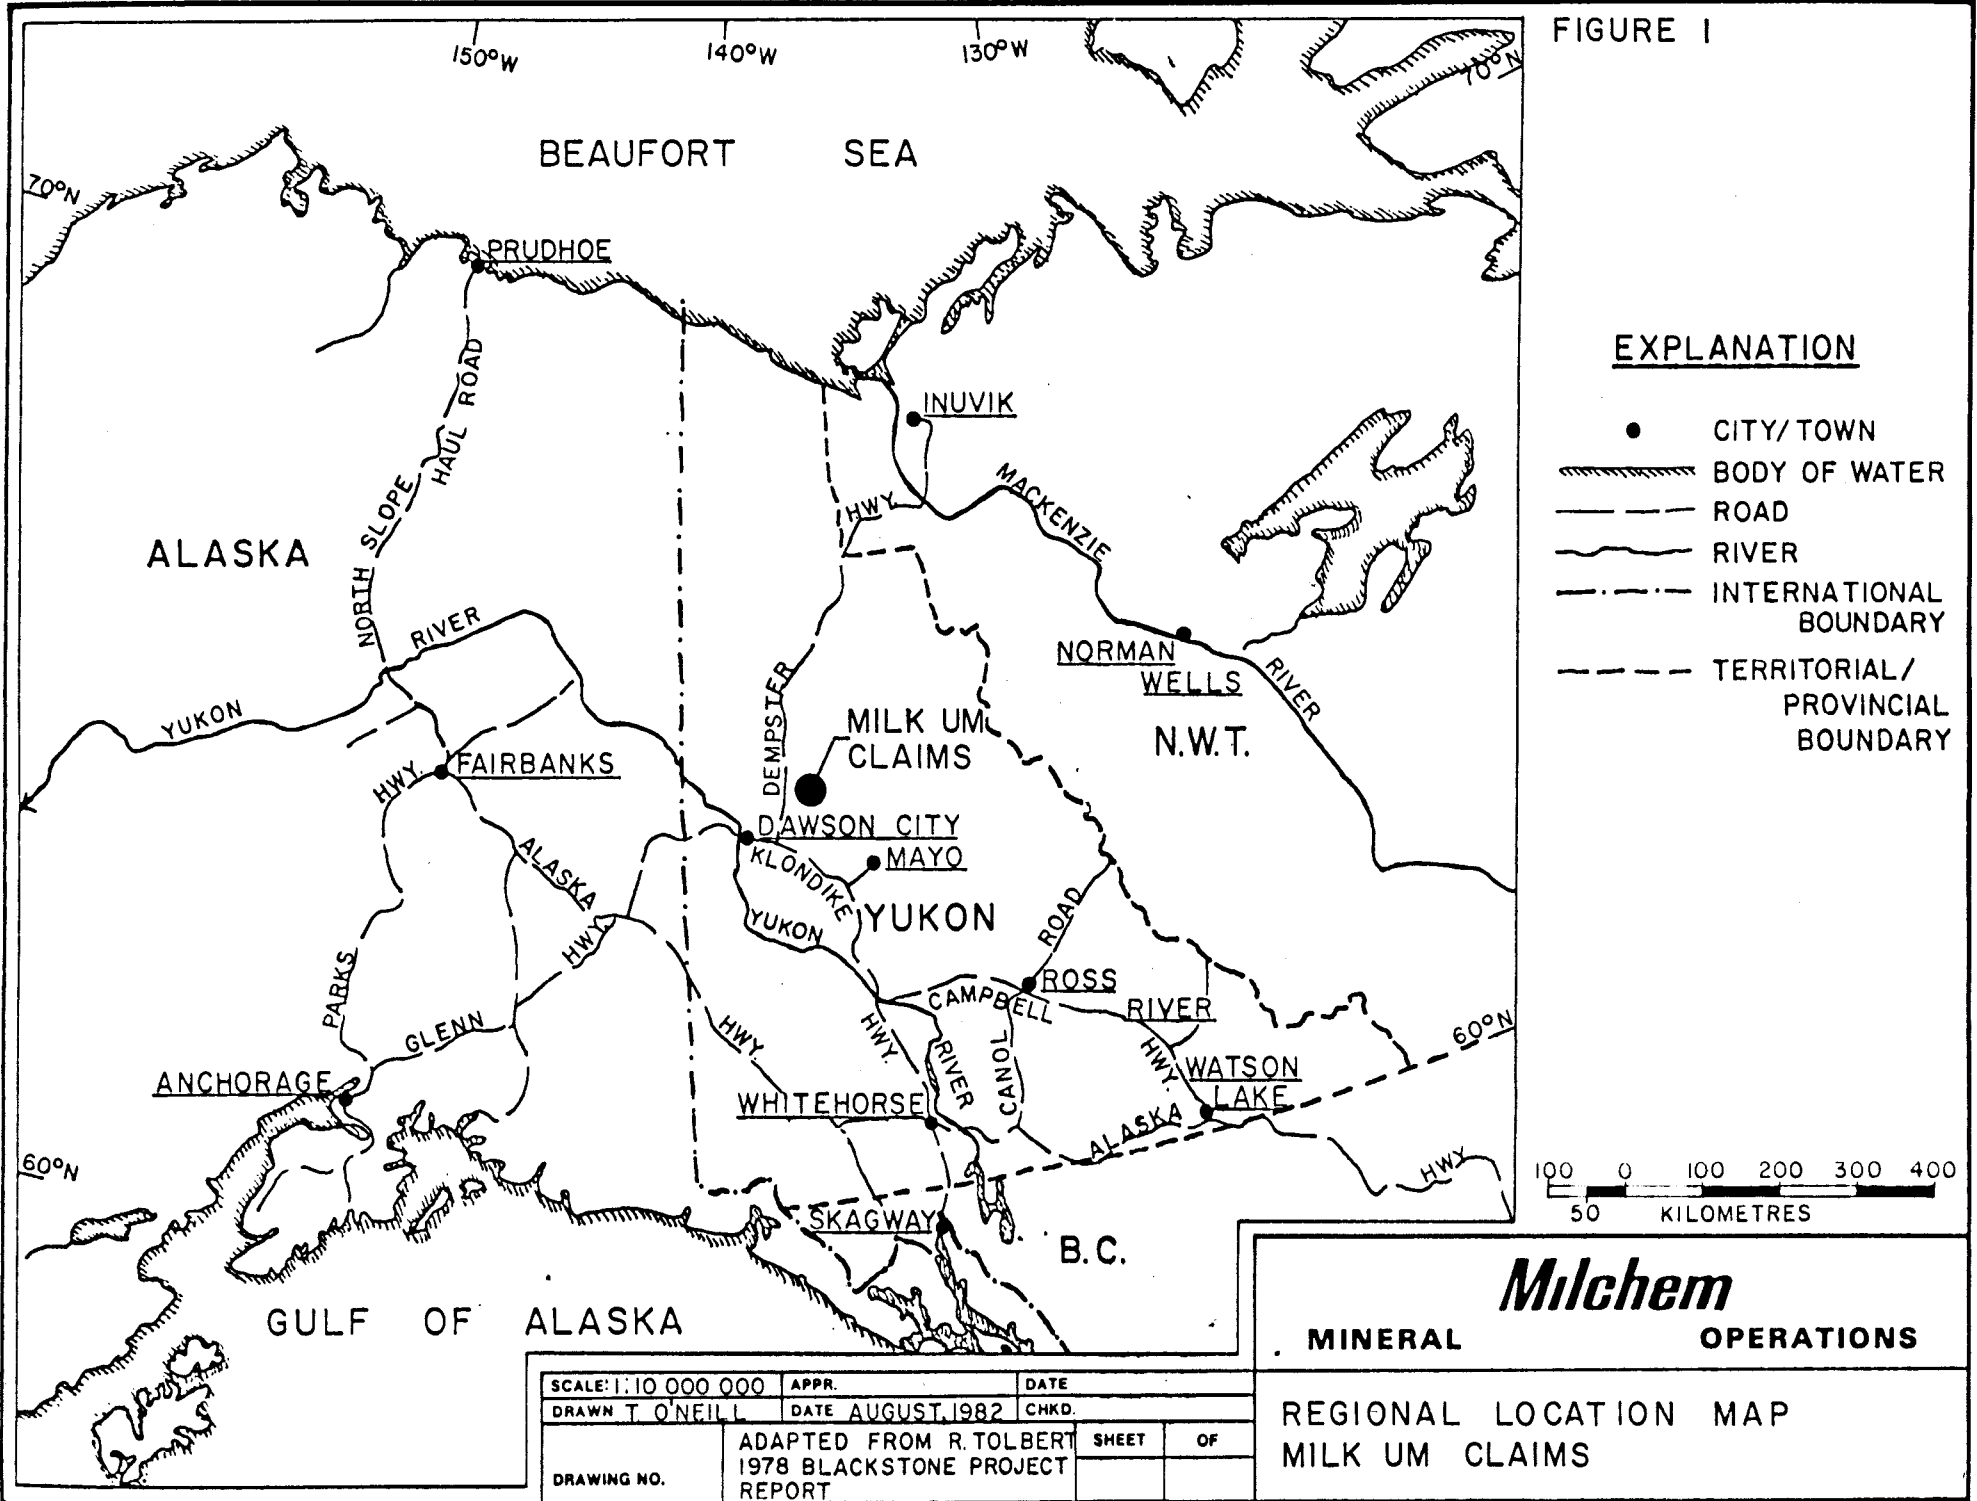 FIGURE 1
150°W
140°W
130°W
70°N
BEAUFORT SEA
70°N
PRUDHOE
NORTH SLOPE HAUL ROAD
INUVIK
MACKENZIE
HWY.
ALASKA
RIVER
YUKON
NORMAN
WELLS
RIVER
N.W.T.
DEMPSTER
MILK UM
CLAIMS
FAIRBANKS
HWY.
DAWSON CITY
KLONDIKE
MAYO
ALASKA
HWY.
YUKON
YUKON
ROAD
ROSS
RIVER
CAMPBELL
PARKS
GLENN
HWY.
HWY.
RIVER
CANOL
HWY.
60°N
ANCHORAGE
WHITEHORSE
WATSON
LAKE
ALASKA
HWY
60°N
SKAGWAY
B.C.
GULF OF ALASKA
EXPLANATION
CITY/TOWN
BODY OF WATER
ROAD
RIVER
INTERNATIONAL
BOUNDARY
TERRITORIAL/
PROVINCIAL
BOUNDARY
100 0 100 200 300 400
50 KILOMETRES
Milchem
MINERAL OPERATIONS
REGIONAL LOCATION MAP
MILK UM CLAIMS
SCALE: 1:10 000 000 APPR. DATE
DRAWN T. O'NEILL DATE AUGUST, 1982 CHKD.
DRAWING NO.
ADAPTED FROM R. TOLBERT
1978 BLACKSTONE PROJECT
REPORT
SHEET OF